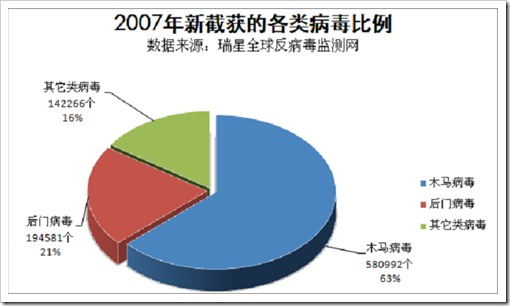 2007年新截获的各类病毒比例
数据来源：瑞星全球反病毒监测网
其它类病毒
142266个
16%
后门病毒
194581个
21%
木马病毒
580992个
63%
木马病毒
后门病毒
其它类病毒